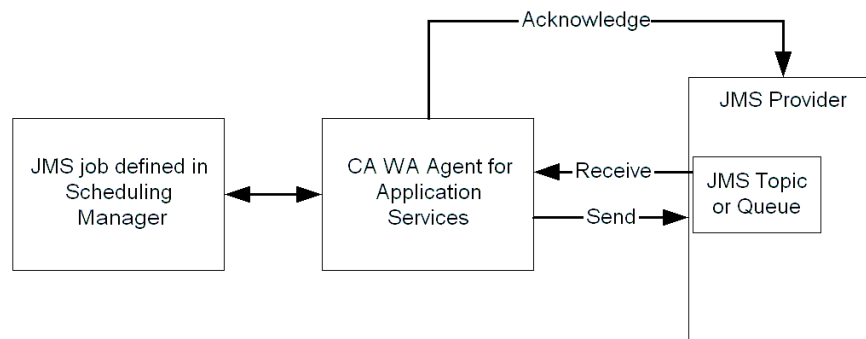 Acknowledge
JMS Provider
JMS job defined in
Scheduling
Manager
CA WA Agent for
Application
Services
Receive
Send
JMS Topic
or Queue